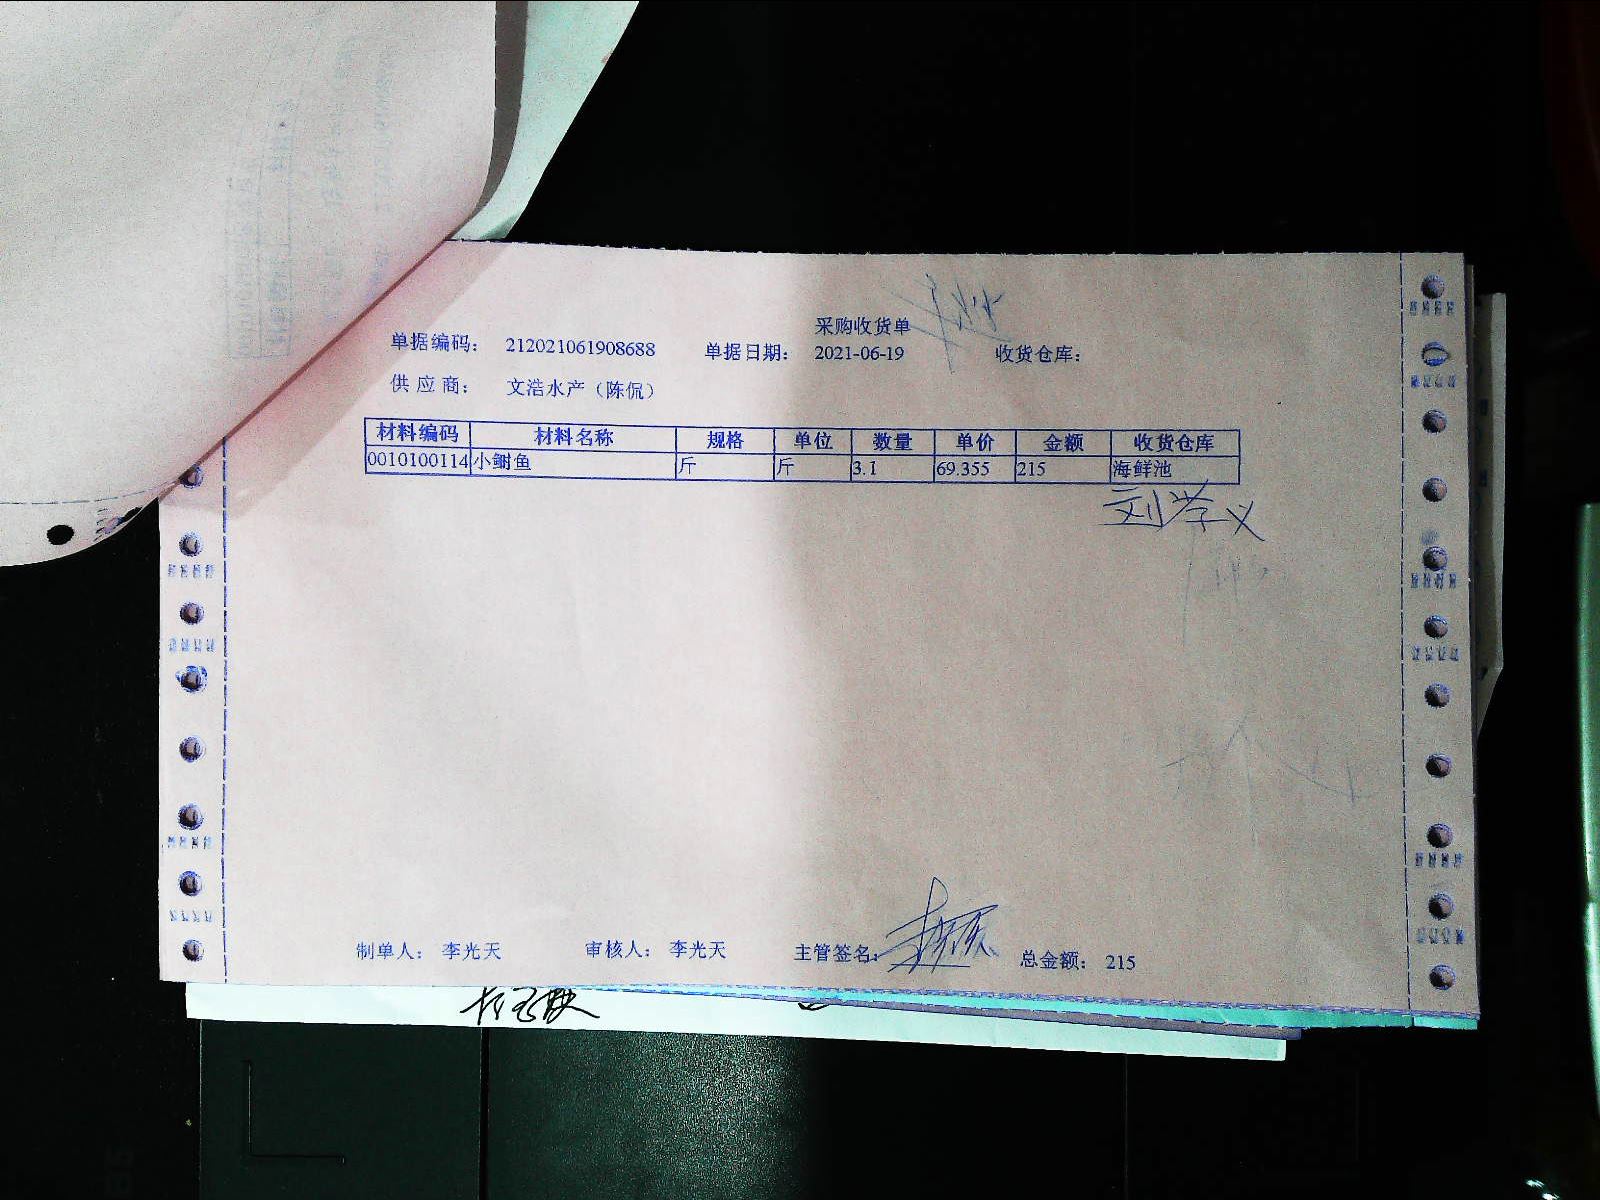 采购收货单
单据编码： 212021061908688 单据日期： 2021-06-19 收货仓库：
供 应 商： 文浩水产（陈侃）
材料编码 材料名称 规格 单位 数量 单价 金额 收货仓库
0010100114 小鲥鱼 斤 斤 3.1 69.355 215 海鲜池
刘学义
制单人： 李光天 审核人： 李光天 主管签名： 总金额： 215